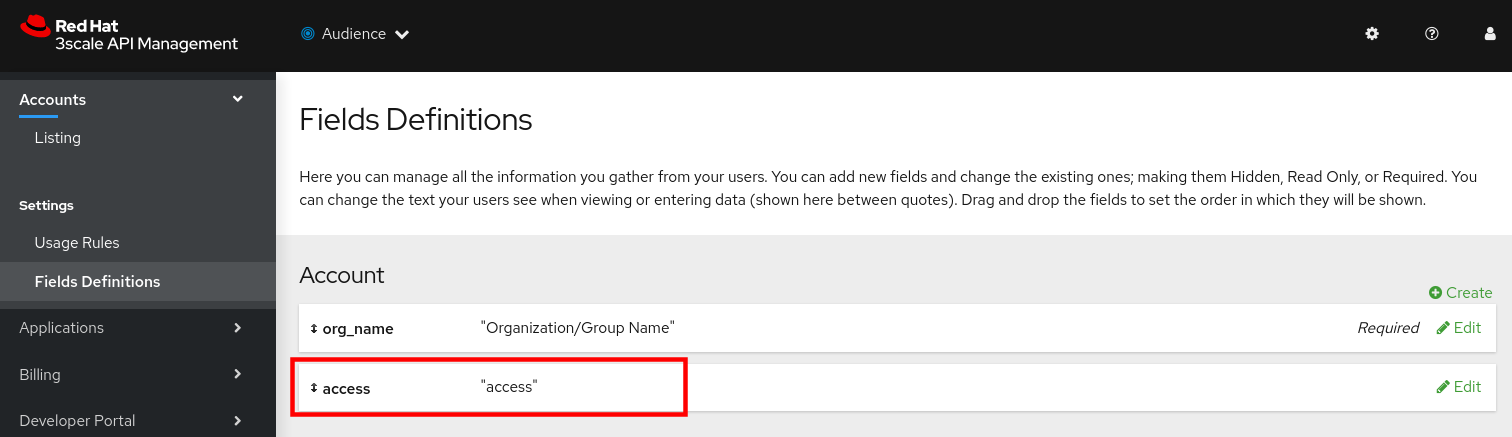 Red Hat
3scale API Management
Audience
Accounts
Listing
Settings
Usage Rules
Fields Definitions
Applications
Billing
Developer Portal
Fields Definitions
Here you can manage all the information you gather from your users. You can add new fields and change the existing ones; making them Hidden, Read Only, or Required. You
can change the text your users see when viewing or entering data (shown here between quotes). Drag and drop the fields to set the order in which they will be shown.
Account
Create
org_name "Organization/Group Name" Required Edit
access "access" Edit